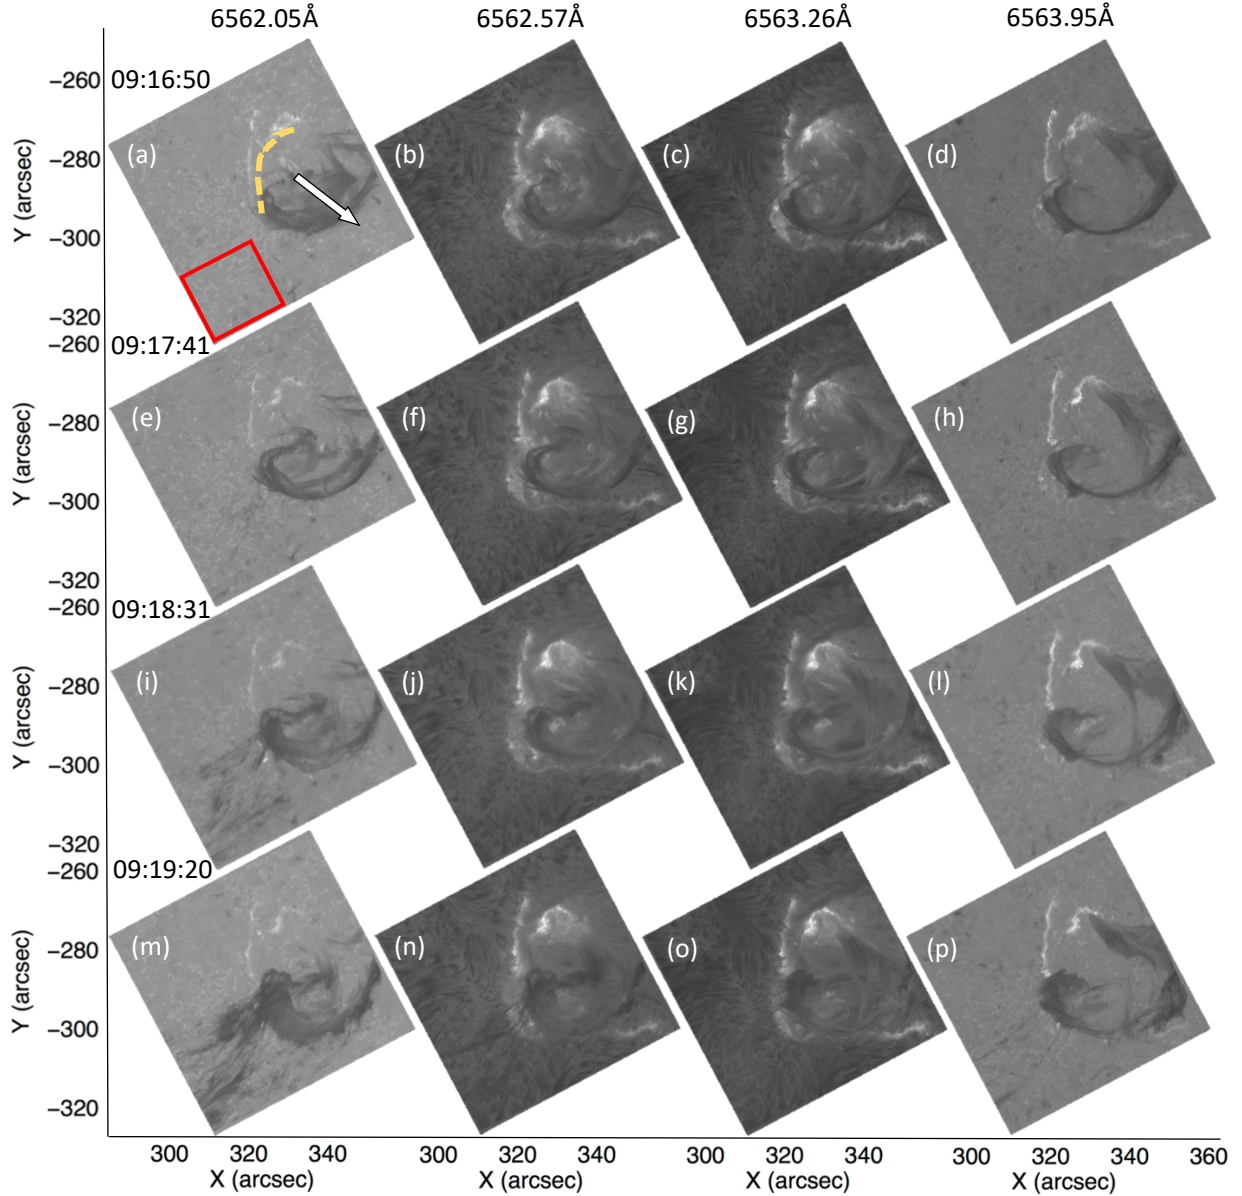 6562.05Å 6562.57Å 6563.26Å 6563.95Å
09:16:50
(a) (b) (c) (d)
−260
−280
−300
−320
Y (arcsec)
09:17:41
(e) (f) (g) (h)
−260
−280
−300
−320
Y (arcsec)
09:18:31
(i) (j) (k) (l)
−260
−280
−300
−320
Y (arcsec)
09:19:20
(m) (n) (o) (p)
−260
−280
−300
−320
Y (arcsec)
300 320 340 300 320 340 300 320 340 300 320 340 360
X (arcsec) X (arcsec) X (arcsec) X (arcsec)